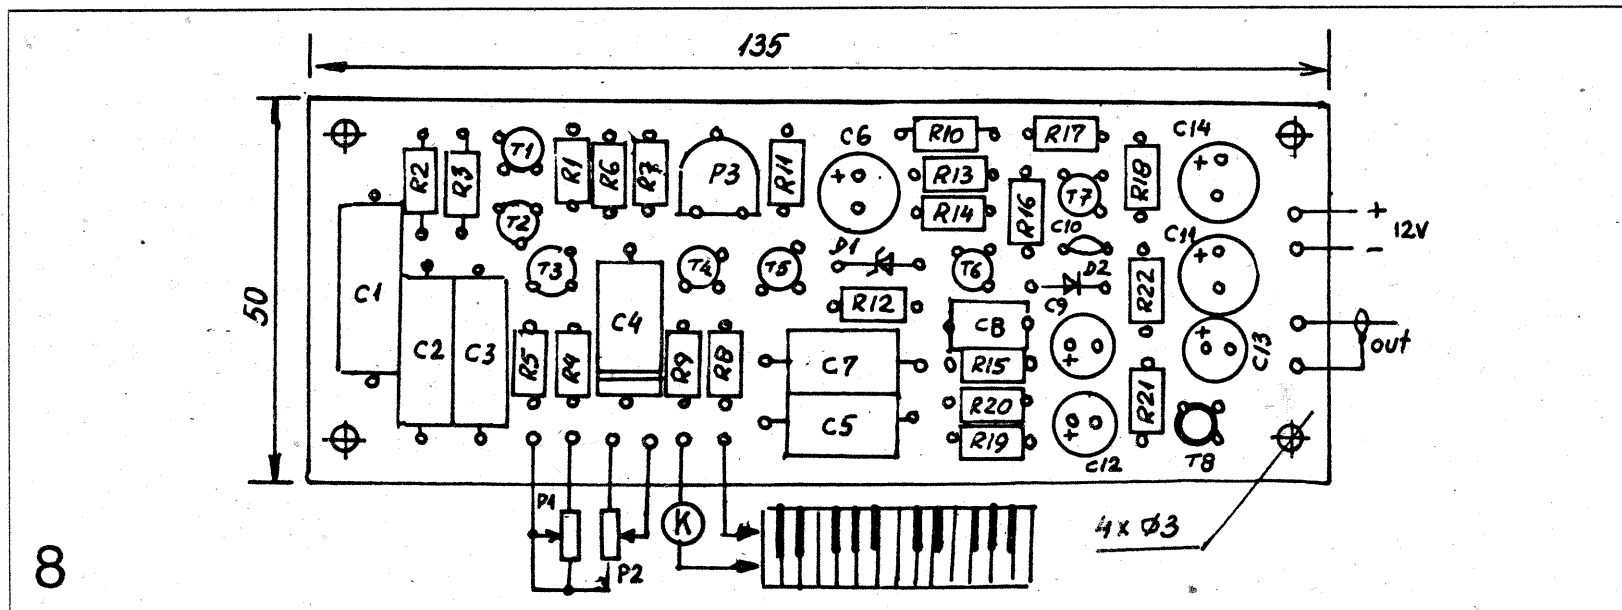 135
50
R2
R3
T1
R1
R6
R7
P3
R11
C6
+
R10
R17
C14
+
R13
R14
R16
T7
R18
T2
C10
C11
+
+
12V
-
C1
T3
C4
T4
T5
D1
T6
D2
R22
R12
C2
C3
R5
R4
R9
R8
C7
C8
C9
+
R15
+
C13
out
C5
R20
R19
+
C12
R21
T8
P1
P2
K
4x Ø3
8